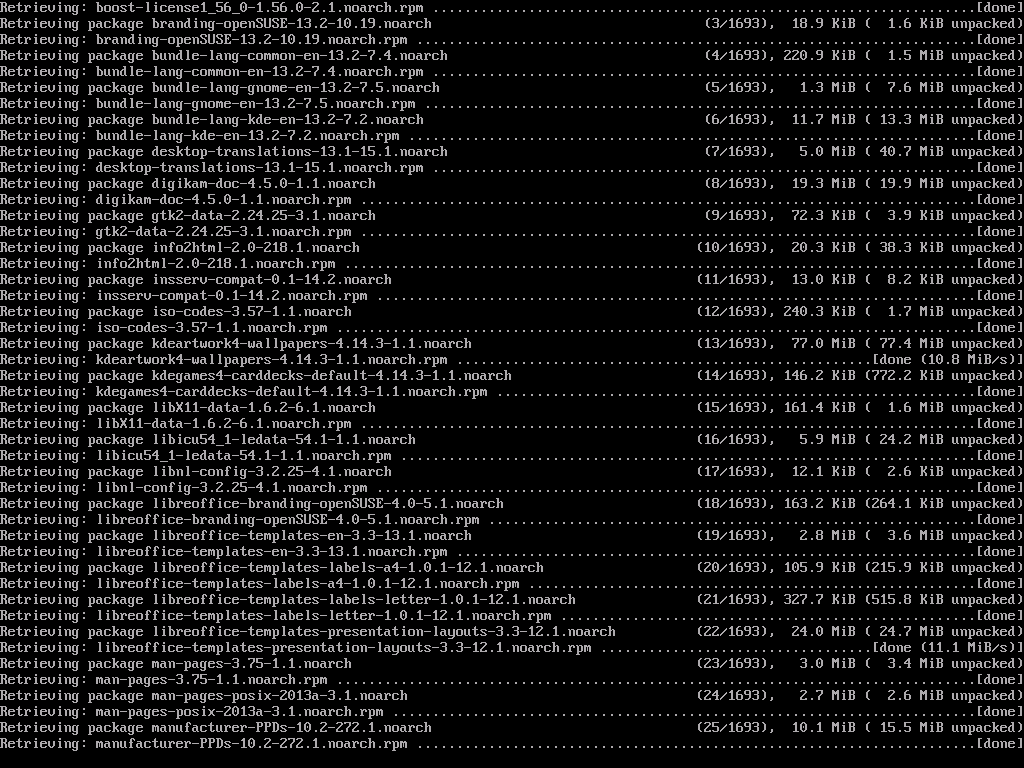 Retrieving: boost-license1_56_0-1.56.0-2.1.noarch.rpm .....................................................................[done]
Retrieving package branding-openSUSE-13.2-10.19.noarch (3/1693), 18.9 KiB ( 1.6 KiB unpacked)
Retrieving: branding-openSUSE-13.2-10.19.noarch.rpm .......................................................................[done]
Retrieving package bundle-lang-common-en-13.2-7.4.noarch (4/1693), 220.9 KiB ( 1.5 MiB unpacked)
Retrieving: bundle-lang-common-en-13.2-7.4.noarch.rpm .....................................................................[done]
Retrieving package bundle-lang-gnome-en-13.2-7.5.noarch (5/1693), 1.3 MiB ( 7.6 MiB unpacked)
Retrieving: bundle-lang-gnome-en-13.2-7.5.noarch.rpm ......................................................................[done]
Retrieving package bundle-lang-kde-en-13.2-7.2.noarch (6/1693), 11.7 MiB ( 13.3 MiB unpacked)
Retrieving: bundle-lang-kde-en-13.2-7.2.noarch.rpm ........................................................................[done]
Retrieving package desktop-translations-13.1-15.1.noarch (7/1693), 5.0 MiB ( 40.7 MiB unpacked)
Retrieving: desktop-translations-13.1-15.1.noarch.rpm .....................................................................[done]
Retrieving package digikam-doc-4.5.0-1.1.noarch (8/1693), 19.3 MiB ( 19.9 MiB unpacked)
Retrieving: digikam-doc-4.5.0-1.1.noarch.rpm ..............................................................................[done]
Retrieving package gtk2-data-2.24.25-3.1.noarch (9/1693), 72.3 KiB ( 3.9 KiB unpacked)
Retrieving: gtk2-data-2.24.25-3.1.noarch.rpm .............................................................................[done]
Retrieving package info2html-2.0-218.1.noarch (10/1693), 20.3 KiB ( 38.3 KiB unpacked)
Retrieving: info2html-2.0-218.1.noarch.rpm ...............................................................................[done]
Retrieving package insserv-compat-0.1-14.2.noarch (11/1693), 13.0 KiB ( 8.2 KiB unpacked)
Retrieving: insserv-compat-0.1-14.2.noarch.rpm ............................................................................[done]
Retrieving package iso-codes-3.57-1.1.noarch (12/1693), 240.3 KiB ( 1.7 MiB unpacked)
Retrieving: iso-codes-3.57-1.1.noarch.rpm ................................................................................[done]
Retrieving package kdeartwork4-wallpapers-4.14.3-1.1.noarch (13/1693), 77.0 MiB ( 77.4 MiB unpacked)
Retrieving: kdeartwork4-wallpapers-4.14.3-1.1.noarch.rpm ....................................................[done (10.8 MiB/s)]
Retrieving package kdegames4-carddecks-default-4.14.3-1.1.noarch (14/1693), 146.2 KiB (772.2 KiB unpacked)
Retrieving: kdegames4-carddecks-default-4.14.3-1.1.noarch.rpm .............................................................[done]
Retrieving package libX11-data-1.6.2-6.1.noarch (15/1693), 161.4 KiB ( 1.6 MiB unpacked)
Retrieving: libX11-data-1.6.2-6.1.noarch.rpm ..............................................................................[done]
Retrieving package libicu54_1-ledata-54.1-1.1.noarch (16/1693), 5.9 MiB ( 24.2 MiB unpacked)
Retrieving: libicu54_1-ledata-54.1-1.1.noarch.rpm .........................................................................[done]
Retrieving package libnl-config-3.2.25-4.1.noarch (17/1693), 12.1 KiB ( 2.6 KiB unpacked)
Retrieving: libnl-config-3.2.25-4.1.noarch.rpm ............................................................................[done]
Retrieving package libreoffice-branding-openSUSE-4.0-5.1.noarch (18/1693), 163.2 KiB (264.1 KiB unpacked)
Retrieving: libreoffice-branding-openSUSE-4.0-5.1.noarch.rpm ..............................................................[done]
Retrieving package libreoffice-templates-en-3.3-13.1.noarch (19/1693), 2.8 MiB ( 3.6 MiB unpacked)
Retrieving: libreoffice-templates-en-3.3-13.1.noarch.rpm ..................................................................[done]
Retrieving package libreoffice-templates-labels-a4-1.0.1-12.1.noarch (20/1693), 105.9 KiB (215.9 KiB unpacked)
Retrieving: libreoffice-templates-labels-a4-1.0.1-12.1.noarch.rpm .........................................................[done]
Retrieving package libreoffice-templates-labels-letter-1.0.1-12.1.noarch (21/1693), 327.7 KiB (515.8 KiB unpacked)
Retrieving: libreoffice-templates-labels-letter-1.0.1-12.1.noarch.rpm .....................................................[done]
Retrieving package libreoffice-templates-presentation-layouts-3.3-12.1.noarch (22/1693), 24.0 MiB ( 24.7 MiB unpacked)
Retrieving: libreoffice-templates-presentation-layouts-3.3-12.1.noarch.rpm ..................................[done (11.1 MiB/s)]
Retrieving package man-pages-3.75-1.1.noarch (23/1693), 3.0 MiB ( 3.4 MiB unpacked)
Retrieving: man-pages-3.75-1.1.noarch.rpm .................................................................................[done]
Retrieving package man-pages-posix-2013a-3.1.noarch (24/1693), 2.7 MiB ( 2.6 MiB unpacked)
Retrieving: man-pages-posix-2013a-3.1.noarch.rpm ..........................................................................[done]
Retrieving package manufacturer-PPDs-10.2-272.1.noarch (25/1693), 10.1 MiB ( 15.5 MiB unpacked)
Retrieving: manufacturer-PPDs-10.2-272.1.noarch.rpm .......................................................................[done]